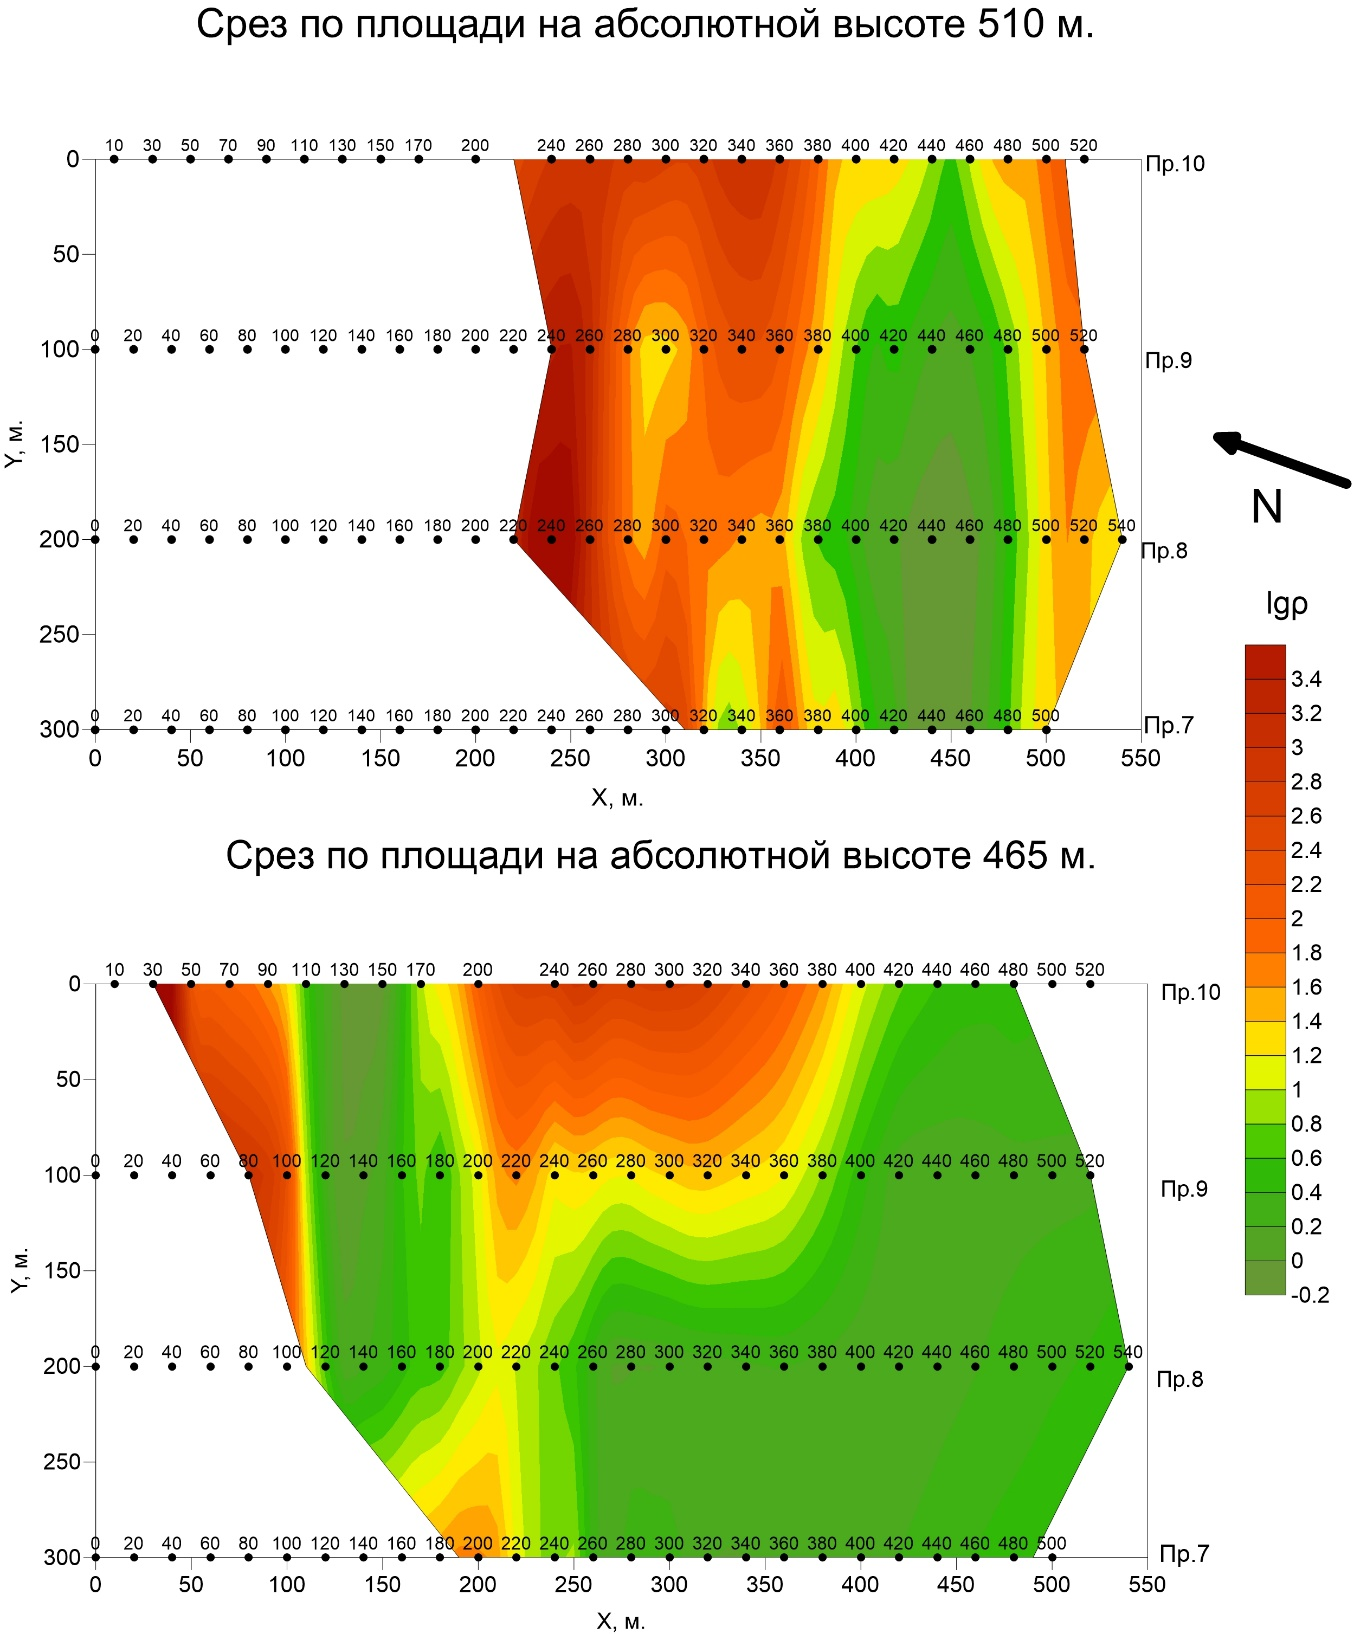 Срез по площади на абсолютной высоте 510 м.
10 30 50 70 90 110 130 150 170 200 240 260 280 300 320 340 360 380 400 420 440 460 480 500 520
0 Пр.10
50
0 20 40 60 80 100 120 140 160 180 200 220 240 260 280 300 320 340 360 380 400 420 440 460 480 500 520
100 Пр.9
150
Y, м.
N
0 20 40 60 80 100 120 140 160 180 200 220 240 260 280 300 320 340 360 380 400 420 440 460 480 500 520 540
200 Пр.8
250
0 20 40 60 80 100 120 140 160 180 200 220 240 260 280 300 320 340 360 380 400 420 440 460 480 500
300 Пр.7
0 50 100 150 200 250 300 350 400 450 500 550
X, м.
lgρ
3.4
3.2
3
2.8
2.6
2.4
2.2
2
1.8
1.6
1.4
1.2
1
0.8
0.6
0.4
0.2
0
-0.2
Срез по площади на абсолютной высоте 465 м.
10 30 50 70 90 110 130 150 170 200 240 260 280 300 320 340 360 380 400 420 440 460 480 500 520
0 Пр.10
50
0 20 40 60 80 100 120 140 160 180 200 220 240 260 280 300 320 340 360 380 400 420 440 460 480 500 520
100 Пр.9
150
Y, м.
0 20 40 60 80 100 120 140 160 180 200 220 240 260 280 300 320 340 360 380 400 420 440 460 480 500 520 540
200 Пр.8
250
0 20 40 60 80 100 120 140 160 180 200 220 240 260 280 300 320 340 360 380 400 420 440 460 480 500
300 Пр.7
0 50 100 150 200 250 300 350 400 450 500 550
X, м.